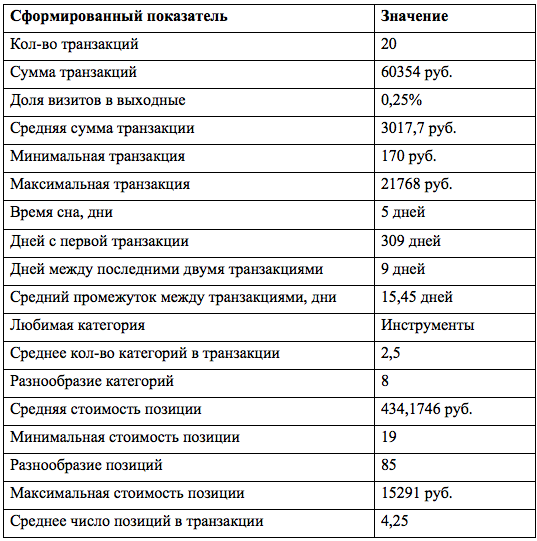 Сформированный показатель Значение
Кол-во транзакций 20
Сумма транзакций 60354 руб.
Доля визитов в выходные 0,25%
Средняя сумма транзакции 3017,7 руб.
Минимальная транзакция 170 руб.
Максимальная транзакция 21768 руб.
Время сна, дни 5 дней
Дней с первой транзакции 309 дней
Дней между последними двумя транзакциями 9 дней
Средний промежуток между транзакциями, дни 15,45 дней
Любимая категория Инструменты
Среднее кол-во категорий в транзакции 2,5
Разнообразие категорий 8
Средняя стоимость позиции 434,1746 руб.
Минимальная стоимость позиции 19
Разнообразие позиций 85
Максимальная стоимость позиции 15291 руб.
Среднее число позиций в транзакции 4,25